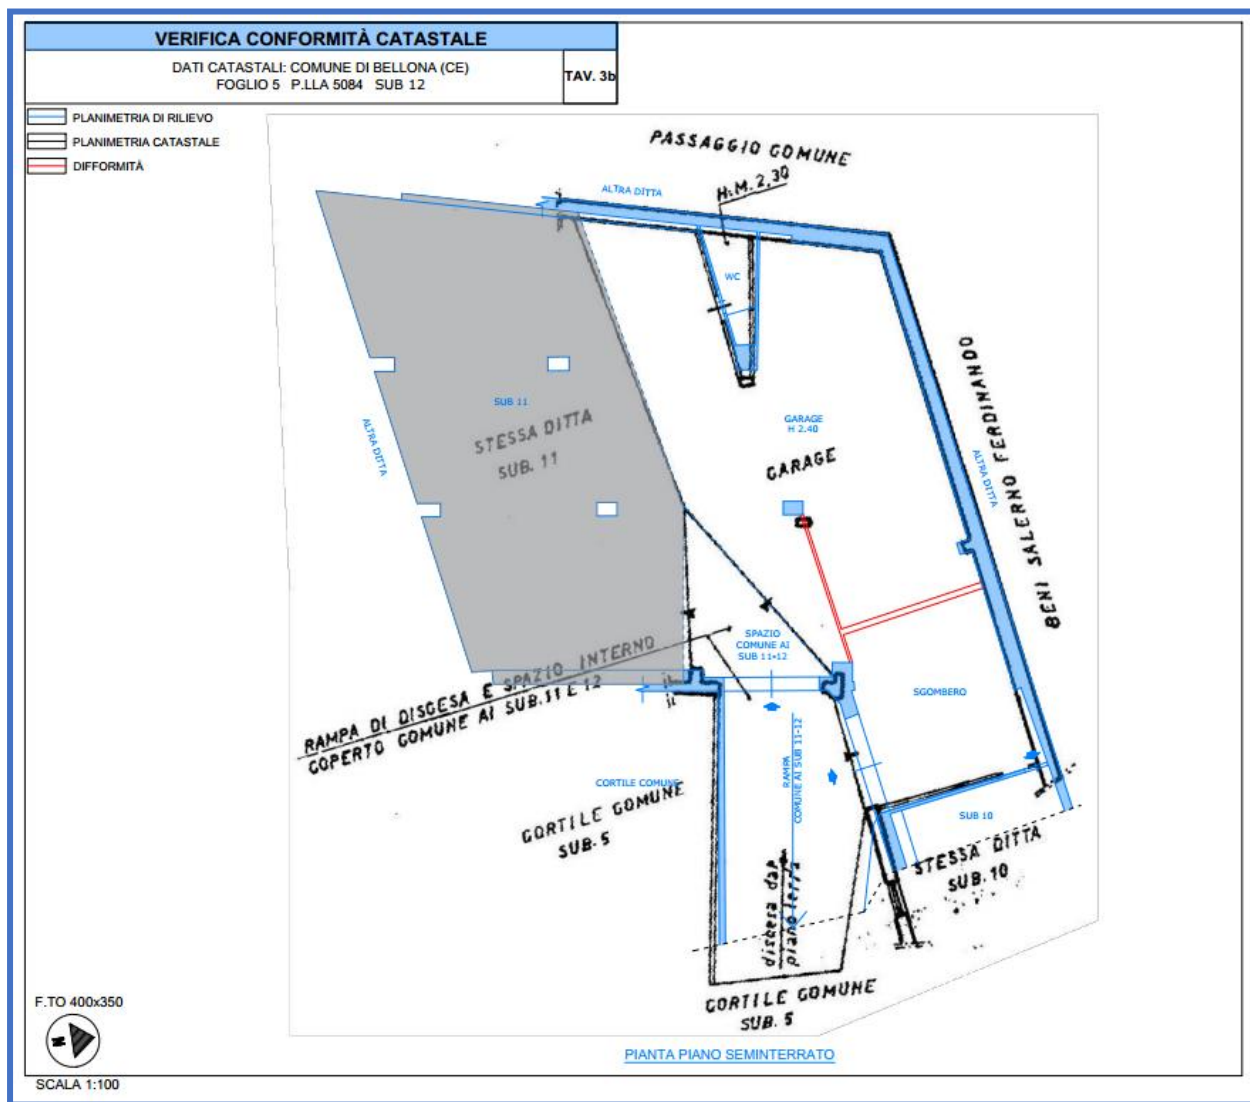 VERIFICA CONFORMITÀ CATASTALE
DATI CATASTALI: COMUNE DI BELLONA (CE)
FOGLIO 5 P.LLA 5084 SUB 12
TAV. 3b
PLANIMETRIA DI RILIEVO
PLANIMETRIA CATASTALE
DIFFORMITÀ
PASSAGGIO COMUNE
H.M. 2,30
ALTRA DITTA
WC
SUB 11
STESSA DITTA
SUB. 11
ALTRA DITTA
GARAGE
H 2.40
GARAGE
ALTRA DITTA
BENI SALERNO FERDINANDO
SPAZIO
COMUNE AI
SUB 11-12
RAMPA DI DISCESA E SPAZIO INTERNO
COPERTO COMUNE AI SUB. 11 E 12
SGOMBERO
RAMPA
COMUNE AI SUB 11-12
CORTILE COMUNE
CORTILE COMUNE
SUB. 5
SUB 10
STESSA DITTA
SUB. 10
discesa dal
piano terra
CORTILE COMUNE
SUB. 5
F.TO 400x350
N
SCALA 1:100
PIANTA PIANO SEMINTERRATO